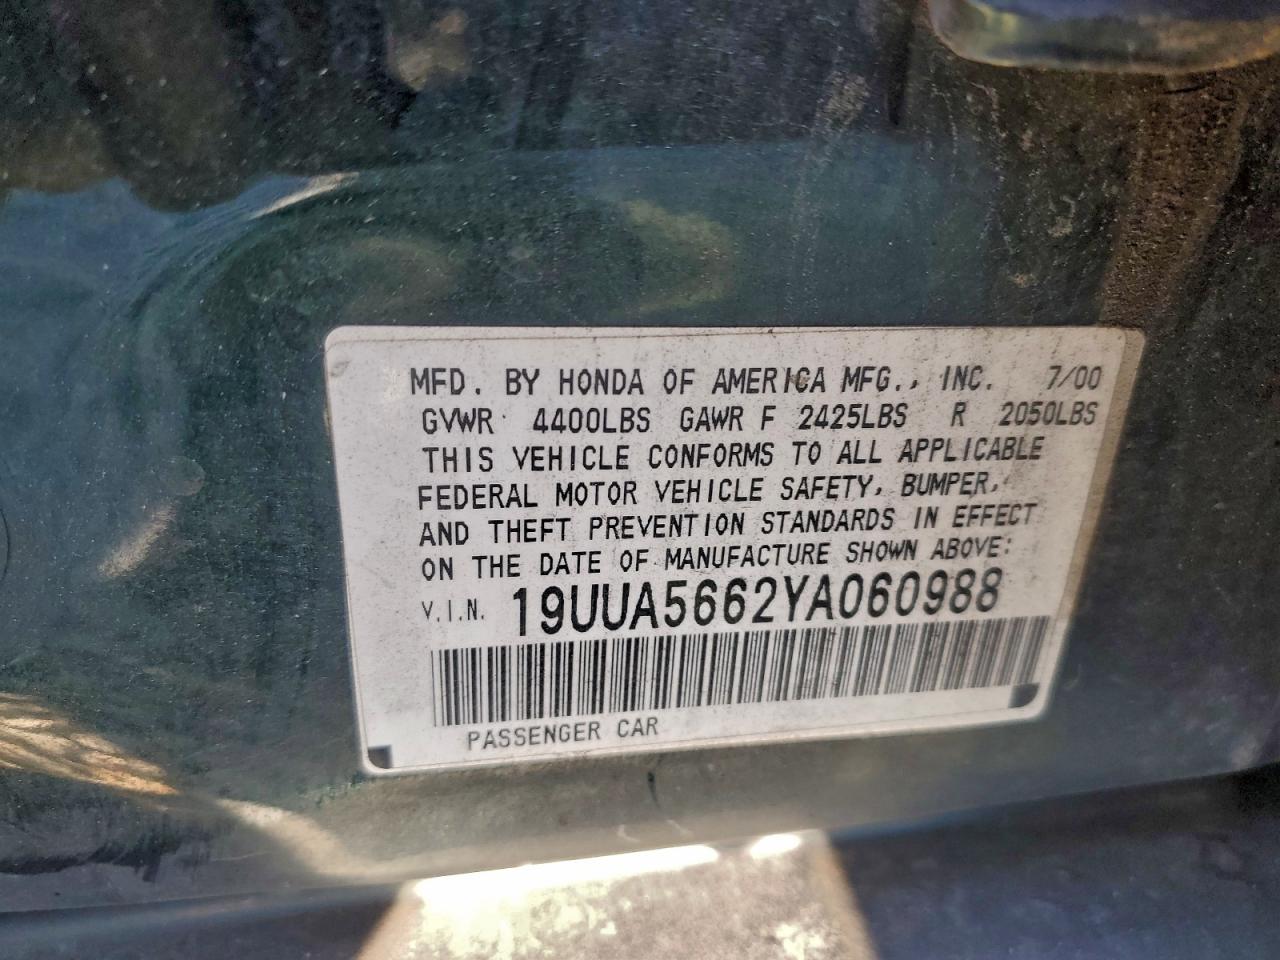 MFD. BY HONDA OF AMERICA MFG., INC. 7/00
GVWR 4400LBS GAWR F 2425LBS R 2050LBS
THIS VEHICLE CONFORMS TO ALL APPLICABLE
FEDERAL MOTOR VEHICLE SAFETY, BUMPER,
AND THEFT PREVENTION STANDARDS IN EFFECT
ON THE DATE OF MANUFACTURE SHOWN ABOVE:
V.I.N. 19UUA5662YA060988
PASSENGER CAR